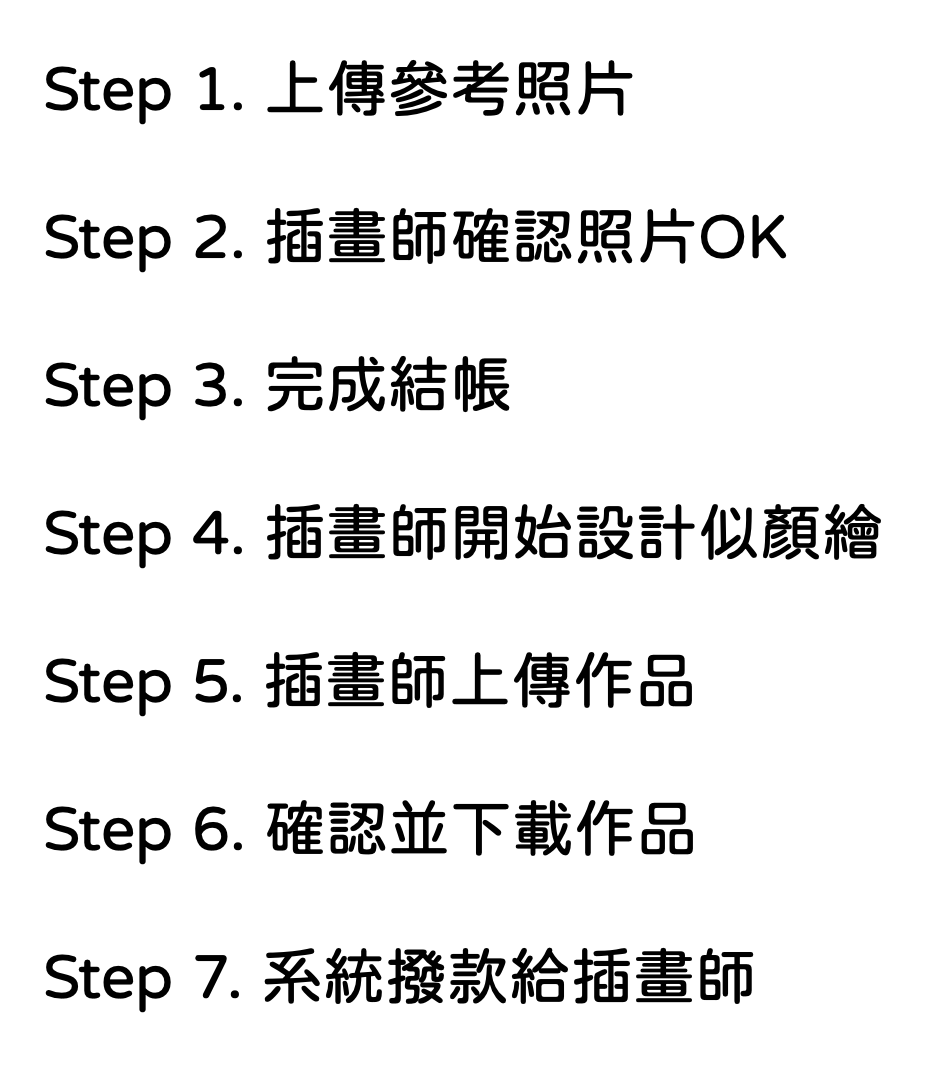 Step 1. 上傳參考照片
Step 2. 插畫師確認照片OK
Step 3. 完成結帳
Step 4. 插畫師開始設計似顏繪
Step 5. 插畫師上傳作品
Step 6. 確認並下載作品
Step 7. 系統撥款給插畫師